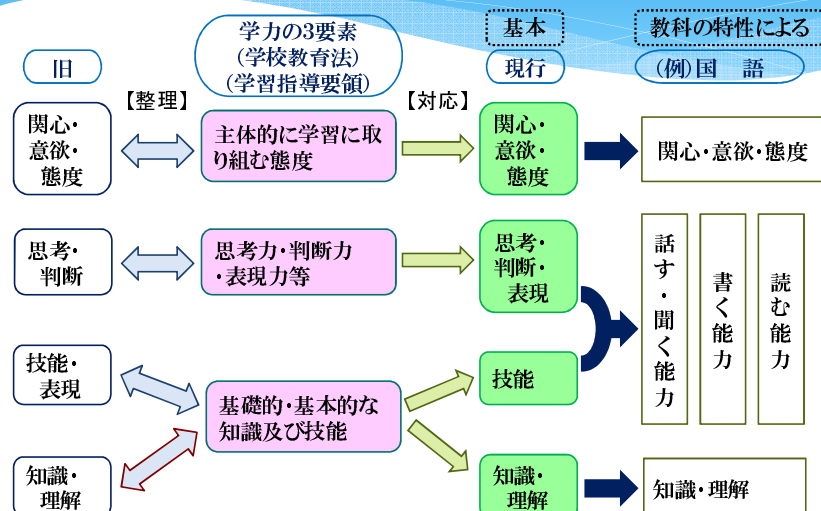 旧
学力の3要素
(学校教育法)
(学習指導要領)
基本
現行
教科の特性による
(例)国 語
【整理】
【対応】
関心・
意欲・
態度
主体的に学習に取
り組む態度
関心・
意欲・
態度
関心・意欲・態度
思考・
判断
思考力・判断力
・表現力等
思考・
判断・
表現
話す・聞く能力
書く能力
読む能力
技能・
表現
基礎的・基本的な
知識及び技能
技能
知識・
理解
知識・
理解
知識・理解